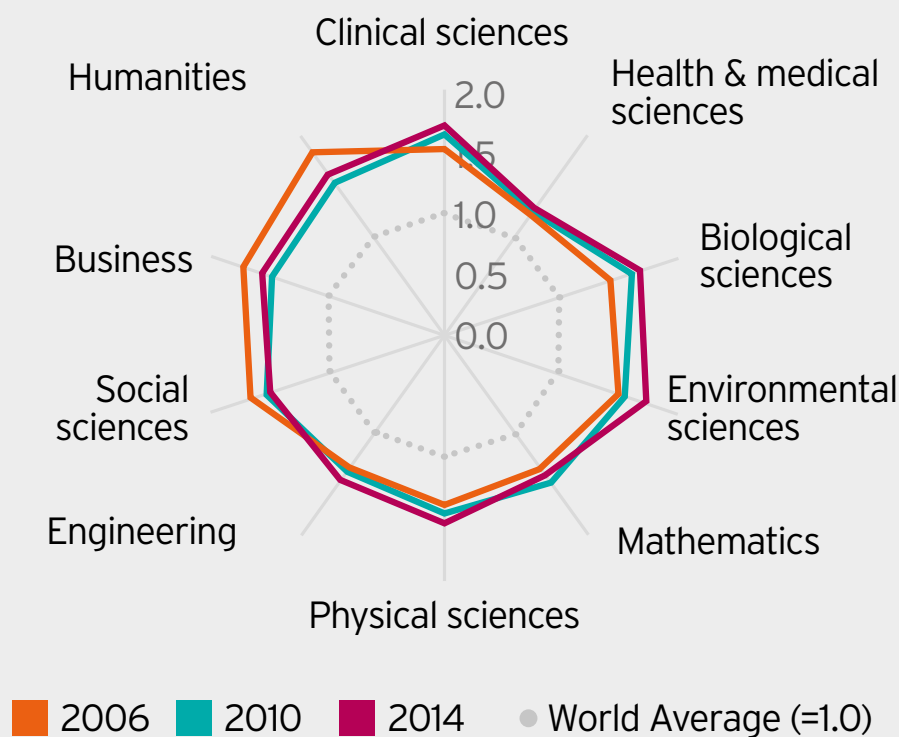 Clinical sciences
Humanities
Health & medical
sciences
2.0
1.5
1.0
Business
Biological
sciences
0.5
0.0
Social
sciences
Environmental
sciences
Engineering
Mathematics
Physical sciences
2006 2010 2014 World Average (=1.0)